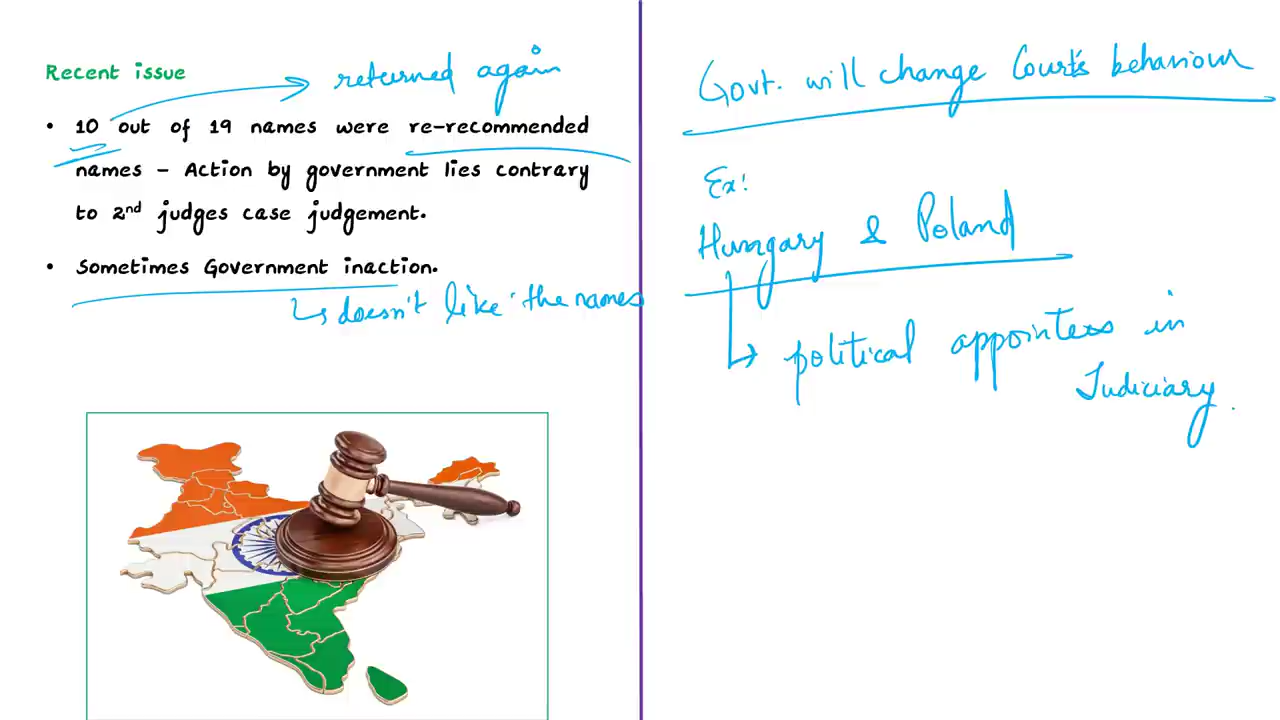 Recent issue
returned again
• 10 out of 19 names were re-recommended
names - Action by government lies contrary
to 2nd judges case judgement.
• Sometimes Government inaction.
doesn't like the names
Govt. will change Court's behaviour
Ex:
Hungary & Poland
political appointess in
Judiciary.